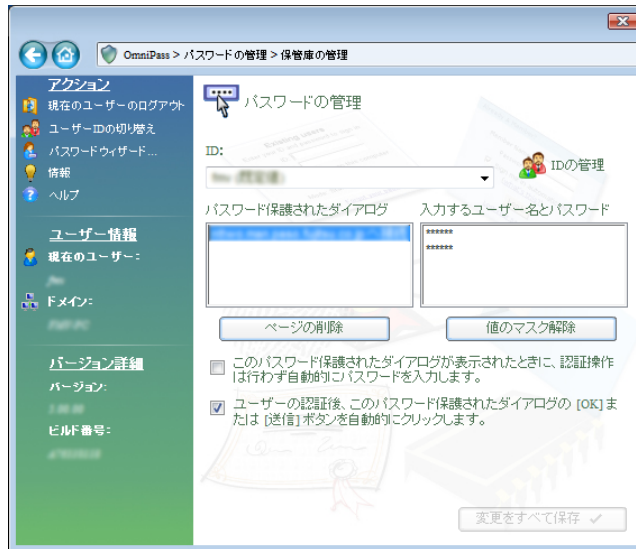 OmniPass > パスワードの管理 > 保管庫の管理
アクション
現在のユーザーのログアウト
ユーザーIDの切り替え
パスワードウィザード...
情報
ヘルプ
ユーザー情報
現在のユーザー:
ドメイン:
バージョン詳細
バージョン:
ビルド番号:
パスワードの管理
ID:
IDの管理
パスワード保護されたダイアログ
入力するユーザー名とパスワード
******
******
ページの削除
値のマスク解除
このパスワード保護されたダイアログが表示されたときに、認証操作
は行わず自動的にパスワードを入力します。
ユーザーの認証後、このパスワード保護されたダイアログの [OK] ま
たは [送信] ボタンを自動的にクリックします。
変更をすべて保存